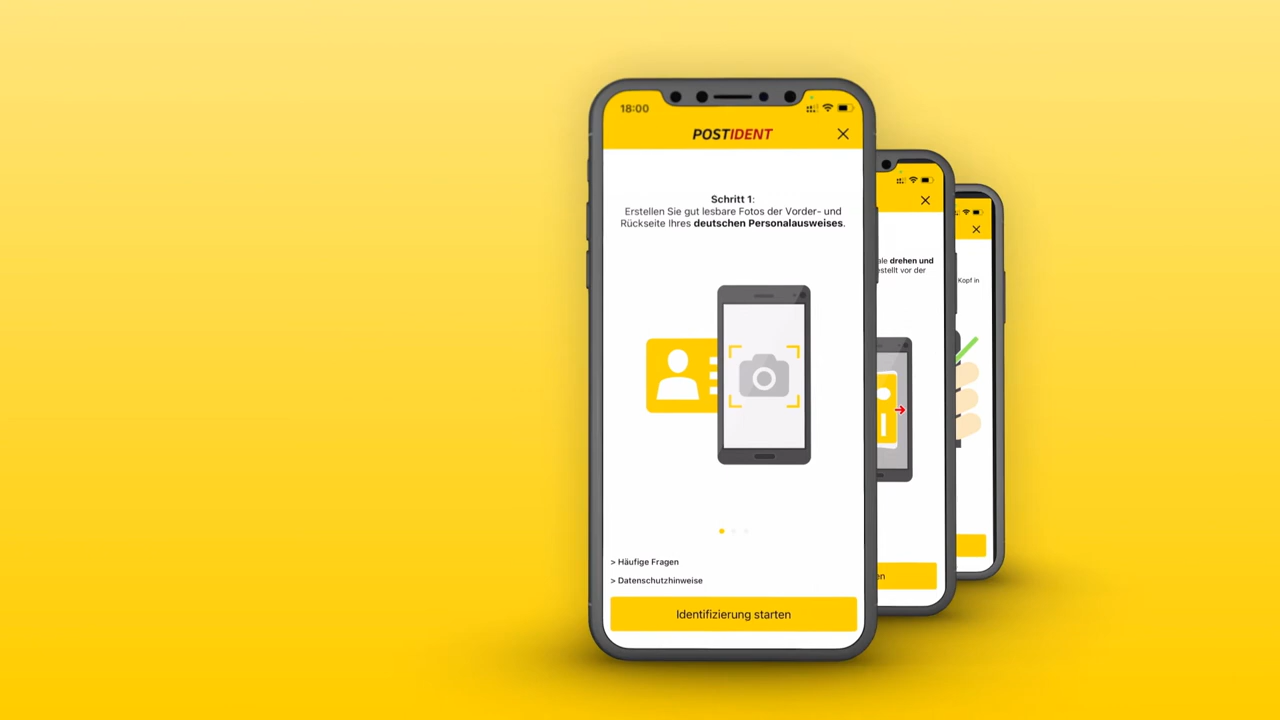 18:00
POSTIDENT
Schritt 1:
Erstellen Sie gut lesbare Fotos der Vorder- und
Rückseite Ihres deutschen Personalausweises.
> Häufige Fragen
> Datenschutzhinweise
Identifizierung starten
drehen und
vor der
Kopf in